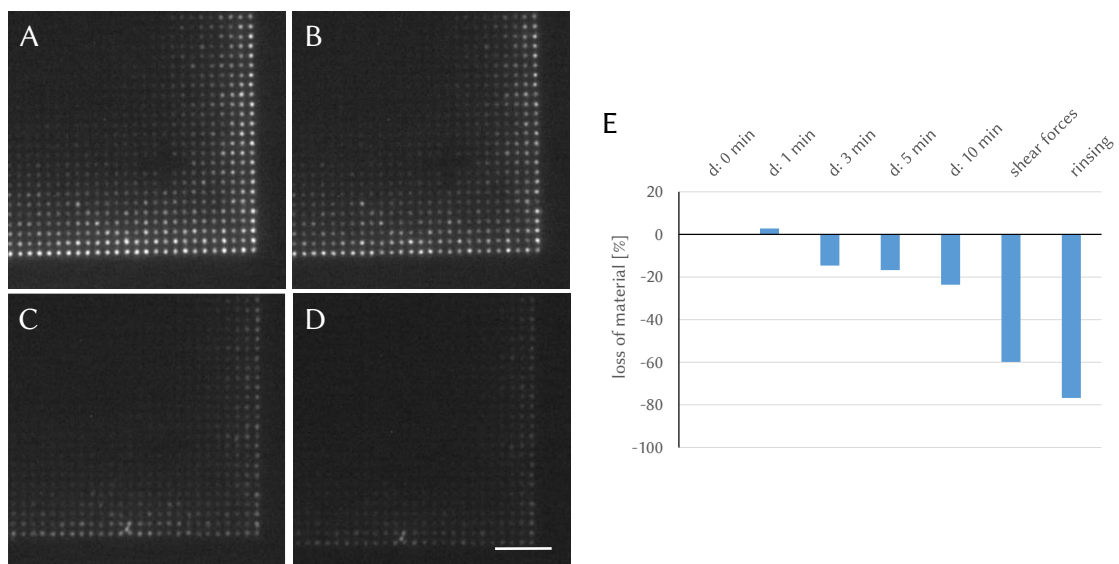 A
B
C
D
E
d: 0 min
d: 1 min
d: 3 min
d: 5 min
d: 10 min
shear forces
rinsing
loss of material [%]
20
0
-20
-40
-60
-80
-100